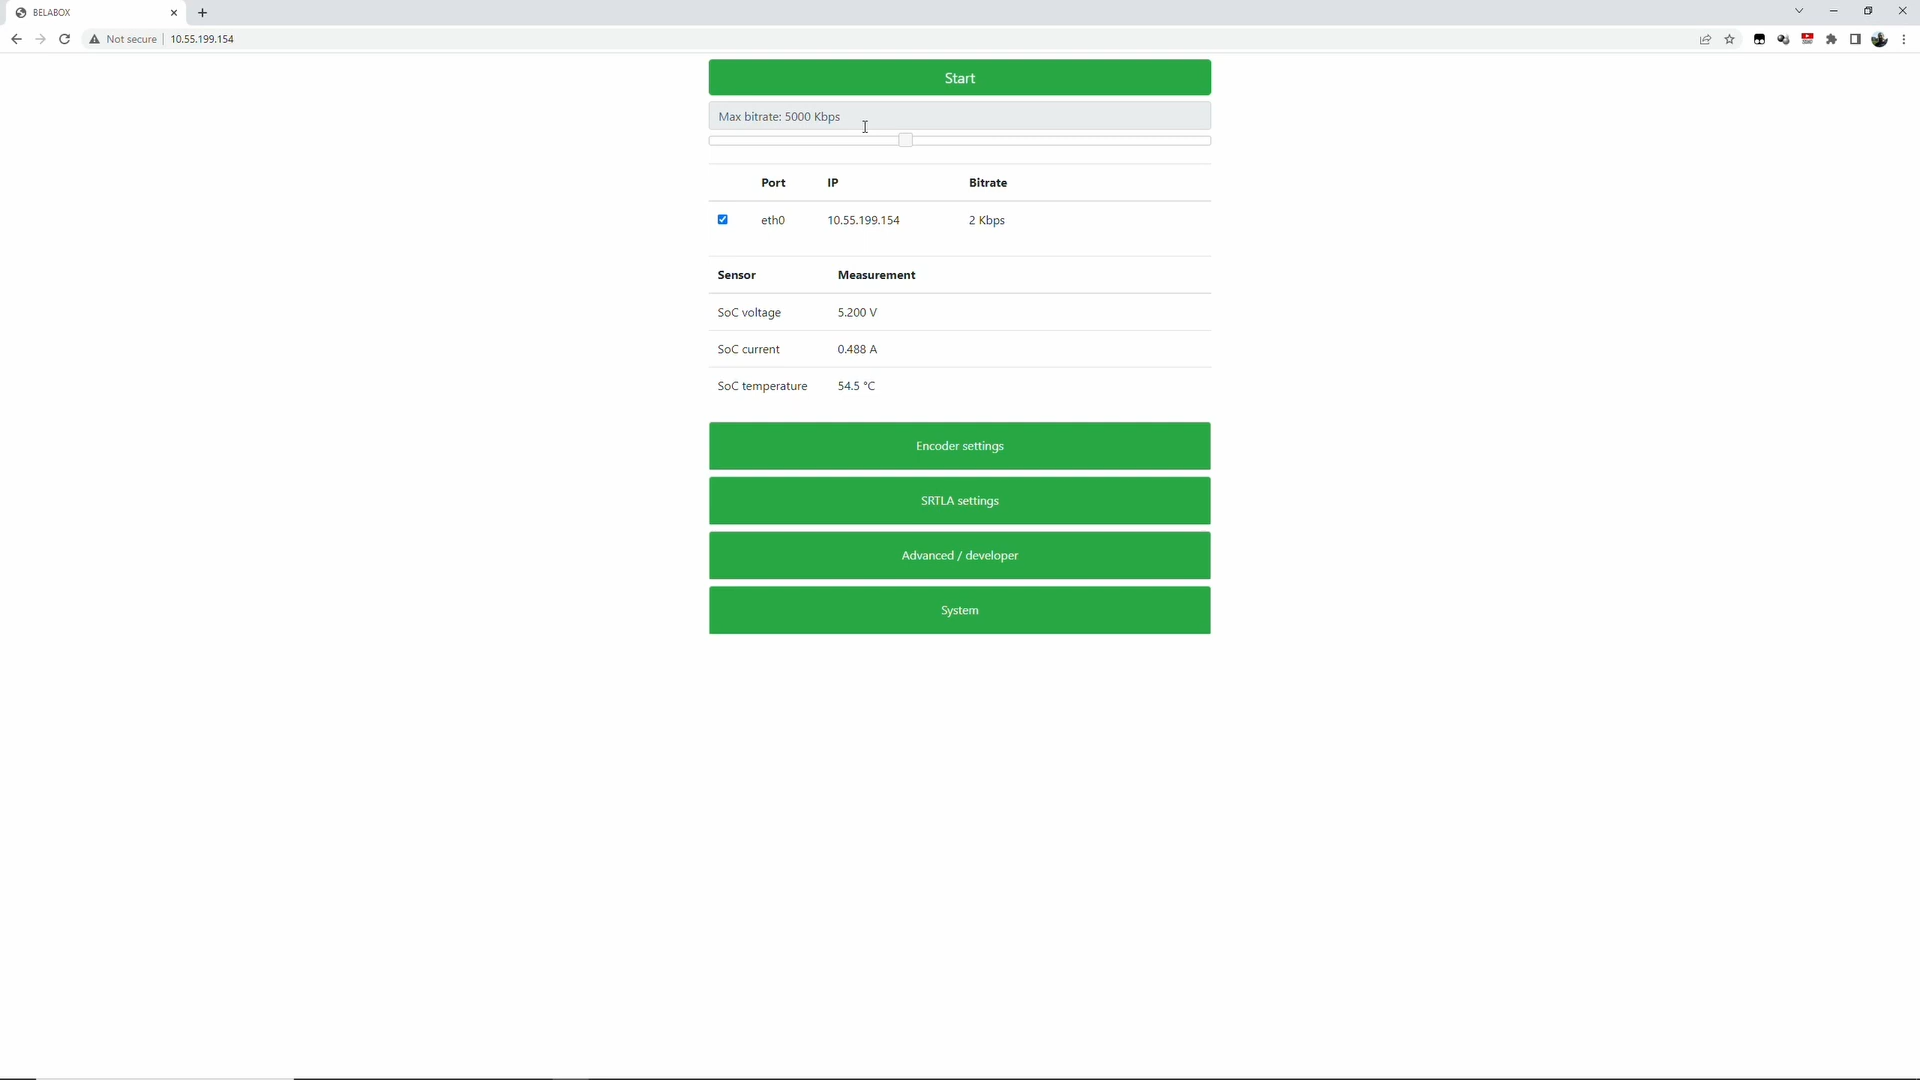 BELABOX
Not secure
10.55.199.154
Start
Max bitrate: 5000 Kbps
Port IP Bitrate
eth0 10.55.199.154 2 Kbps
Sensor Measurement
SoC voltage 5.200 V
SoC current 0.488 A
SoC temperature 54.5 °C
Encoder settings
SRTLA settings
Advanced / developer
System